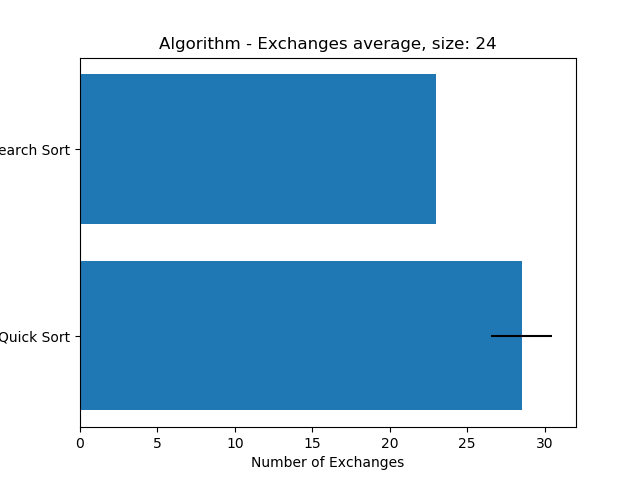 Algorithm - Exchanges average, size: 24
earch Sort
Quick Sort
0 5 10 15 20 25 30
Number of Exchanges